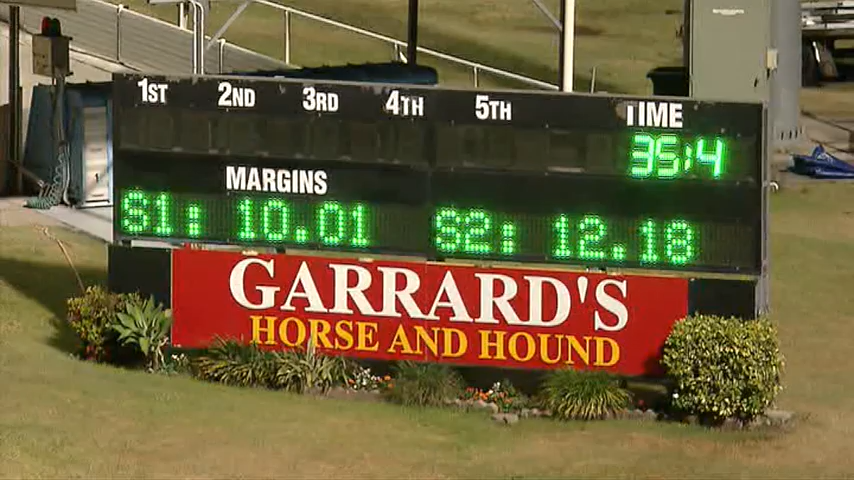 1ST 2ND 3RD 4TH 5TH TIME
35:4
MARGINS
S1: 10.01 S2: 12.18
GARRARD'S
HORSE AND HOUND